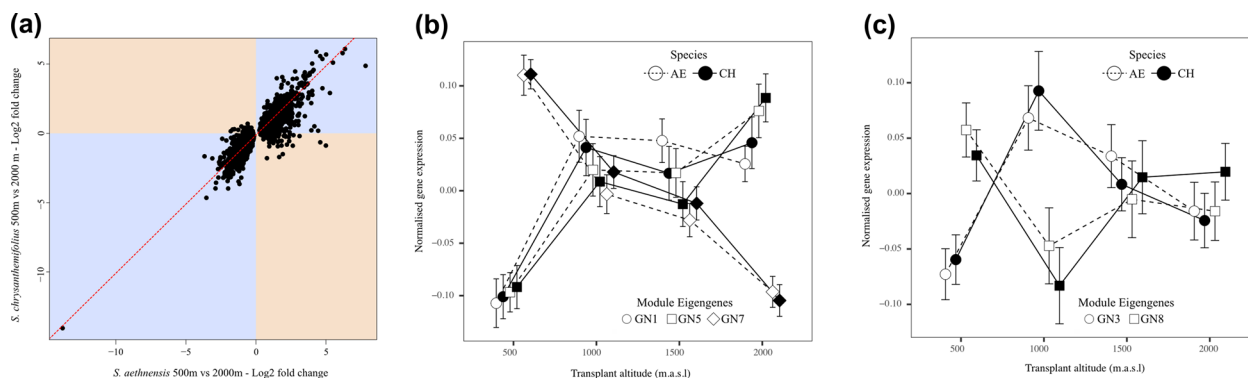 (a)
S. chrysanthemifolius 500m vs 2000 m - Log2 fold change
5
0
−5
−10
−10
−5
0
5
S. aethnensis 500m vs 2000m - Log2 fold change
(b)
Normalised gene expression
0.10
0.05
0.00
−0.05
−0.10
Species
AE CH
Module Eigengenes
GN1 GN5 GN7
500 1000 1500 2000
Transplant altitude (m.a.s.l)
(c)
Normalised gene expression
0.10
0.05
0.00
−0.05
−0.10
Species
AE CH
Module Eigengenes
GN3 GN8
500 1000 1500 2000
Transplant altitude (m.a.s.l)